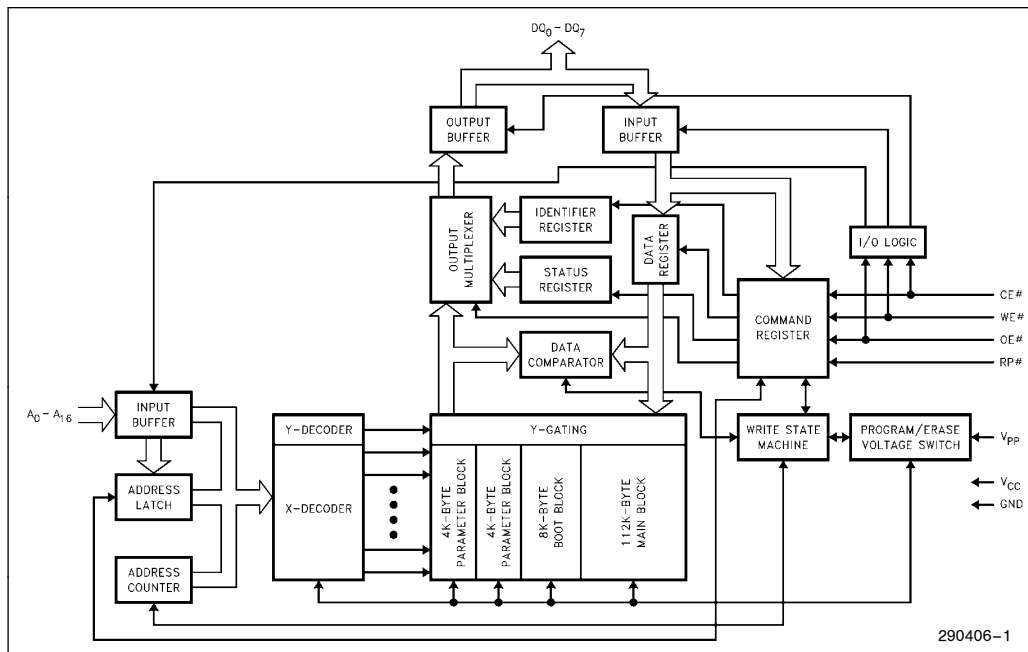 DQ₀ – DQ₇
OUTPUT
BUFFER
INPUT
BUFFER
OUTPUT
MULTIPLEXER
IDENTIFIER
REGISTER
STATUS
REGISTER
DATA
REGISTER
I/O LOGIC
COMMAND
REGISTER
CE#
WE#
OE#
RP#
DATA
COMPARATOR
A₀ – A₁₆
INPUT
BUFFER
ADDRESS
LATCH
ADDRESS
COUNTER
Y-DECODER
X-DECODER
Y-GATING
4K-BYTE
PARAMETER BLOCK
4K-BYTE
PARAMETER BLOCK
8K-BYTE
BOOT BLOCK
112K-BYTE
MAIN BLOCK
WRITE STATE
MACHINE
PROGRAM/ERASE
VOLTAGE SWITCH
VPP
VCC
GND
290406–1